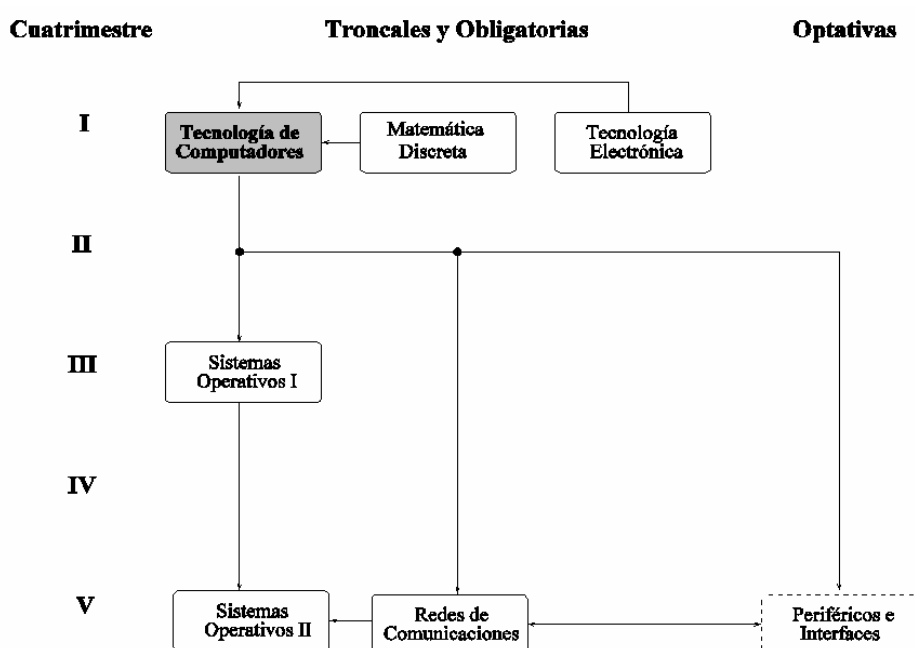 Cuatrimestre Troncales y Obligatorias Optativas
I
Tecnología de
Computadores
Matemática
Discreta
Tecnología
Electrónica
II
III
Sistemas
Operativos I
IV
V
Sistemas
Operativos II
Redes de
Comunicaciones
Periféricos e
Interfaces